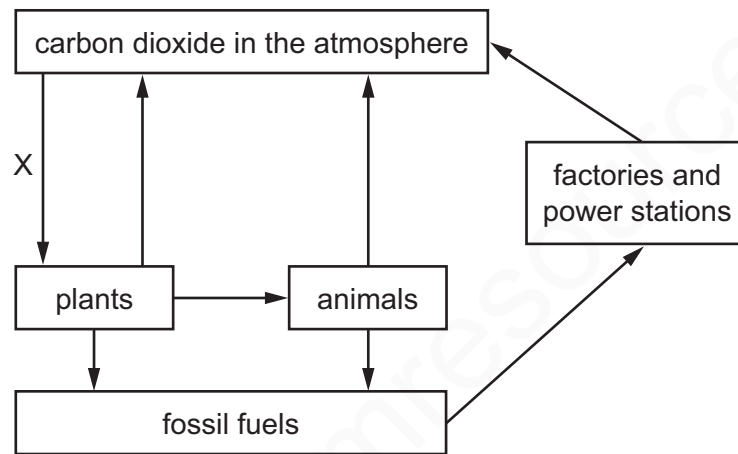 carbon dioxide in the atmosphere
X
factories and
power stations
plants
animals
fossil fuels